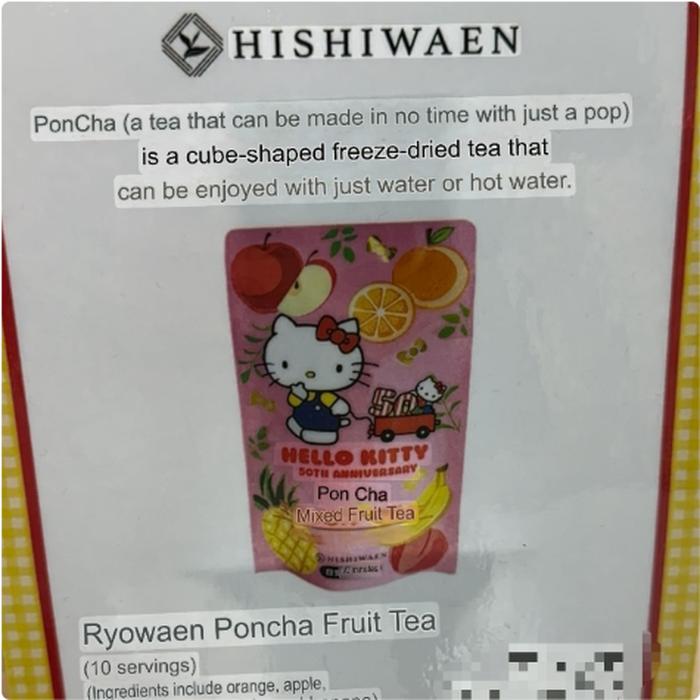 HISHIWAEN
PonCha (a tea that can be made in no time with just a pop)
is a cube-shaped freeze-dried tea that
can be enjoyed with just water or hot water.
50
HELLO KITTY
50TH ANNIVERSARY
Pon Cha
Mixed Fruit Tea
HISHIWAEN
Ryowaen Poncha Fruit Tea
(10 servings)
(Ingredients include orange, apple,